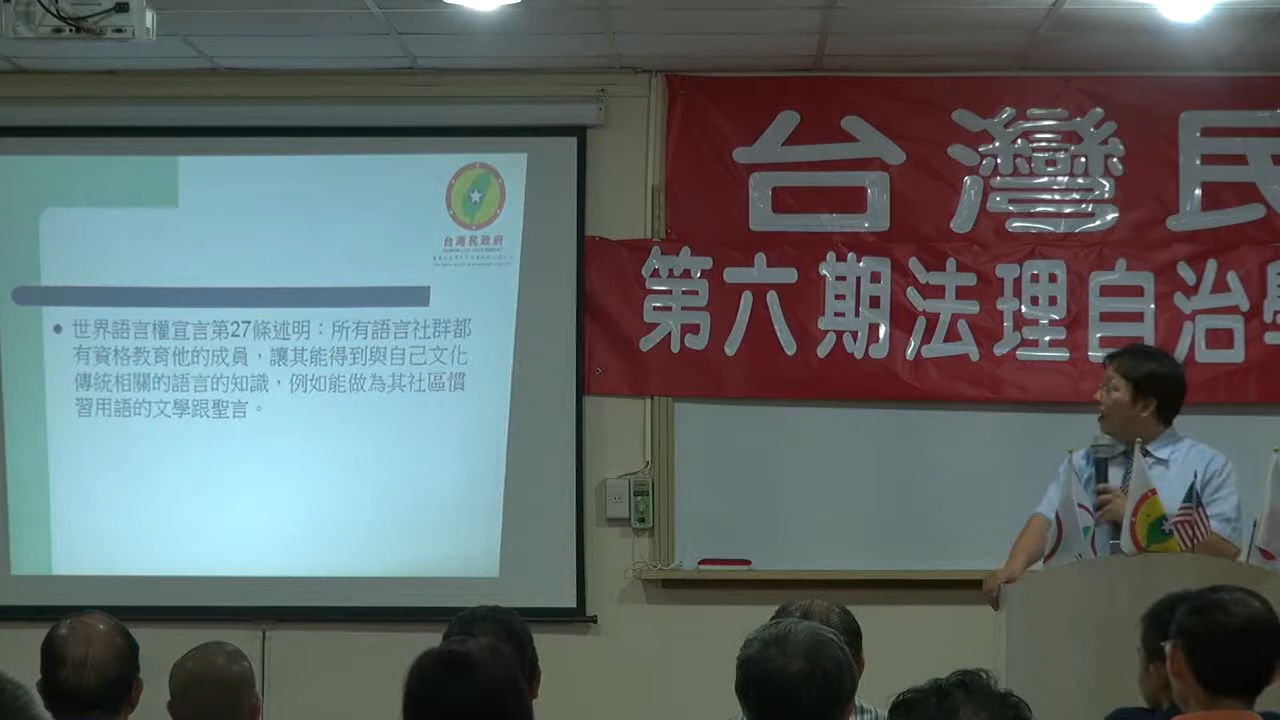 台灣民政府
世界語言權宣言第27條述明：所有語言社群都
有資格教育他的成員，讓其能得到與自己文化
傳統相關的語言的知識，例如能做為其社區慣
習用語的文學跟聖言。
台灣民
第六期法理自治學